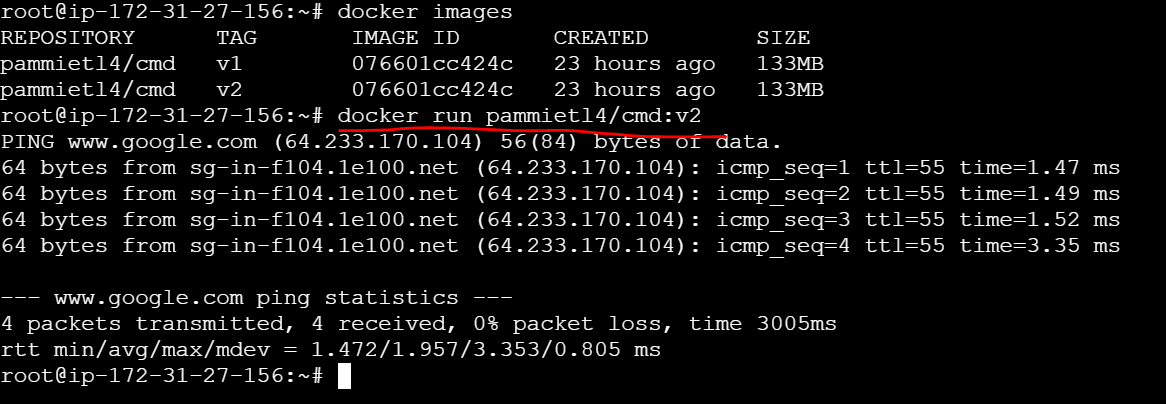 root@ip-172-31-27-156:~# docker images
REPOSITORY TAG IMAGE ID CREATED SIZE
pammietl4/cmd v1 076601cc424c 23 hours ago 133MB
pammietl4/cmd v2 076601cc424c 23 hours ago 133MB
root@ip-172-31-27-156:~# docker run pammietl4/cmd:v2
PING www.google.com (64.233.170.104) 56(84) bytes of data.
64 bytes from sg-in-f104.1e100.net (64.233.170.104): icmp_seq=1 ttl=55 time=1.47 ms
64 bytes from sg-in-f104.1e100.net (64.233.170.104): icmp_seq=2 ttl=55 time=1.49 ms
64 bytes from sg-in-f104.1e100.net (64.233.170.104): icmp_seq=3 ttl=55 time=1.52 ms
64 bytes from sg-in-f104.1e100.net (64.233.170.104): icmp_seq=4 ttl=55 time=3.35 ms
--- www.google.com ping statistics ---
4 packets transmitted, 4 received, 0% packet loss, time 3005ms
rtt min/avg/max/mdev = 1.472/1.957/3.353/0.805 ms
root@ip-172-31-27-156:~#